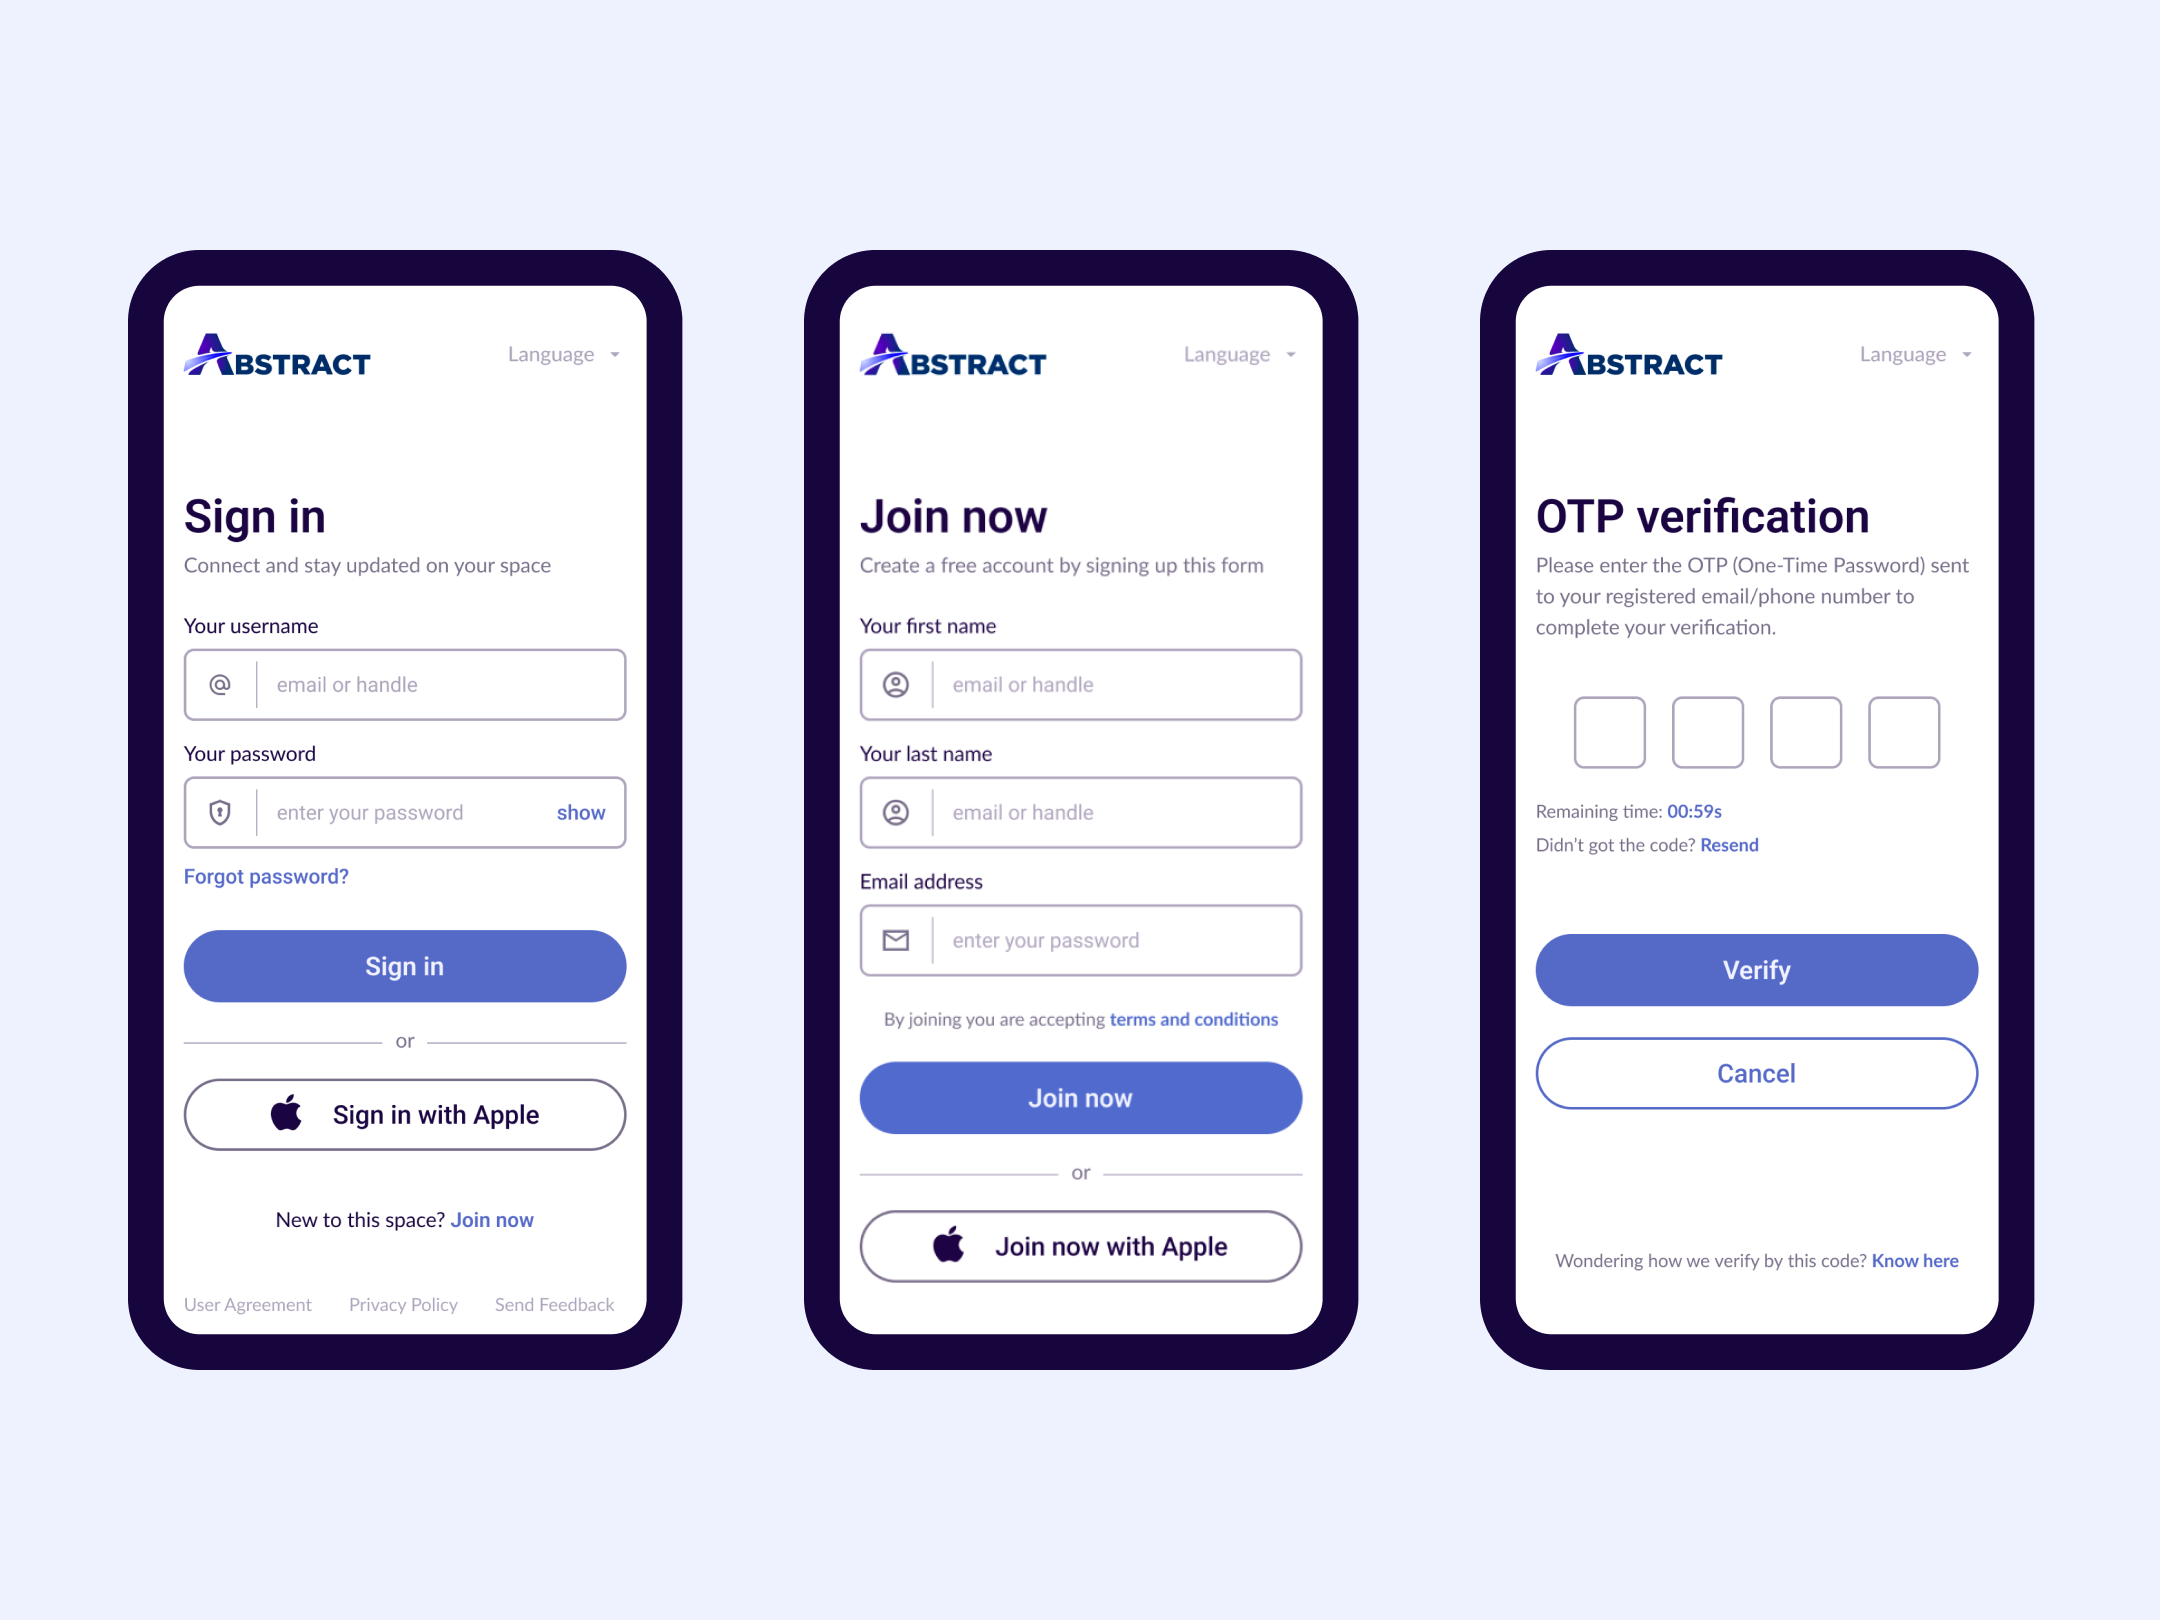 ABSTRACT
Language
Sign in
Connect and stay updated on your space
Your username
@
email or handle
Your password
enter your password
show
Forgot password?
Sign in
or
Sign in with Apple
New to this space? Join now
User Agreement
Privacy Policy
Send Feedback
ABSTRACT
Language
Join now
Create a free account by signing up this form
Your first name
email or handle
Your last name
email or handle
Email address
enter your password
By joining you are accepting terms and conditions
Join now
or
Join now with Apple
ABSTRACT
Language
OTP verification
Please enter the OTP (One-Time Password) sent
to your registered email/phone number to
complete your verification.
Remaining time: 00:59s
Didn't got the code? Resend
Verify
Cancel
Wondering how we verify by this code? Know here